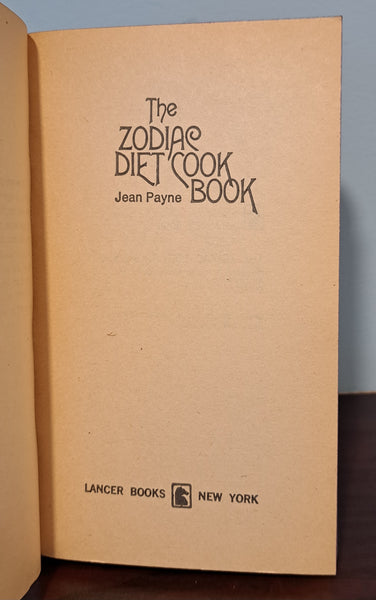 The
ZODIAC
DIET COOK
Jean Payne BOOK
LANCER BOOKS NEW YORK